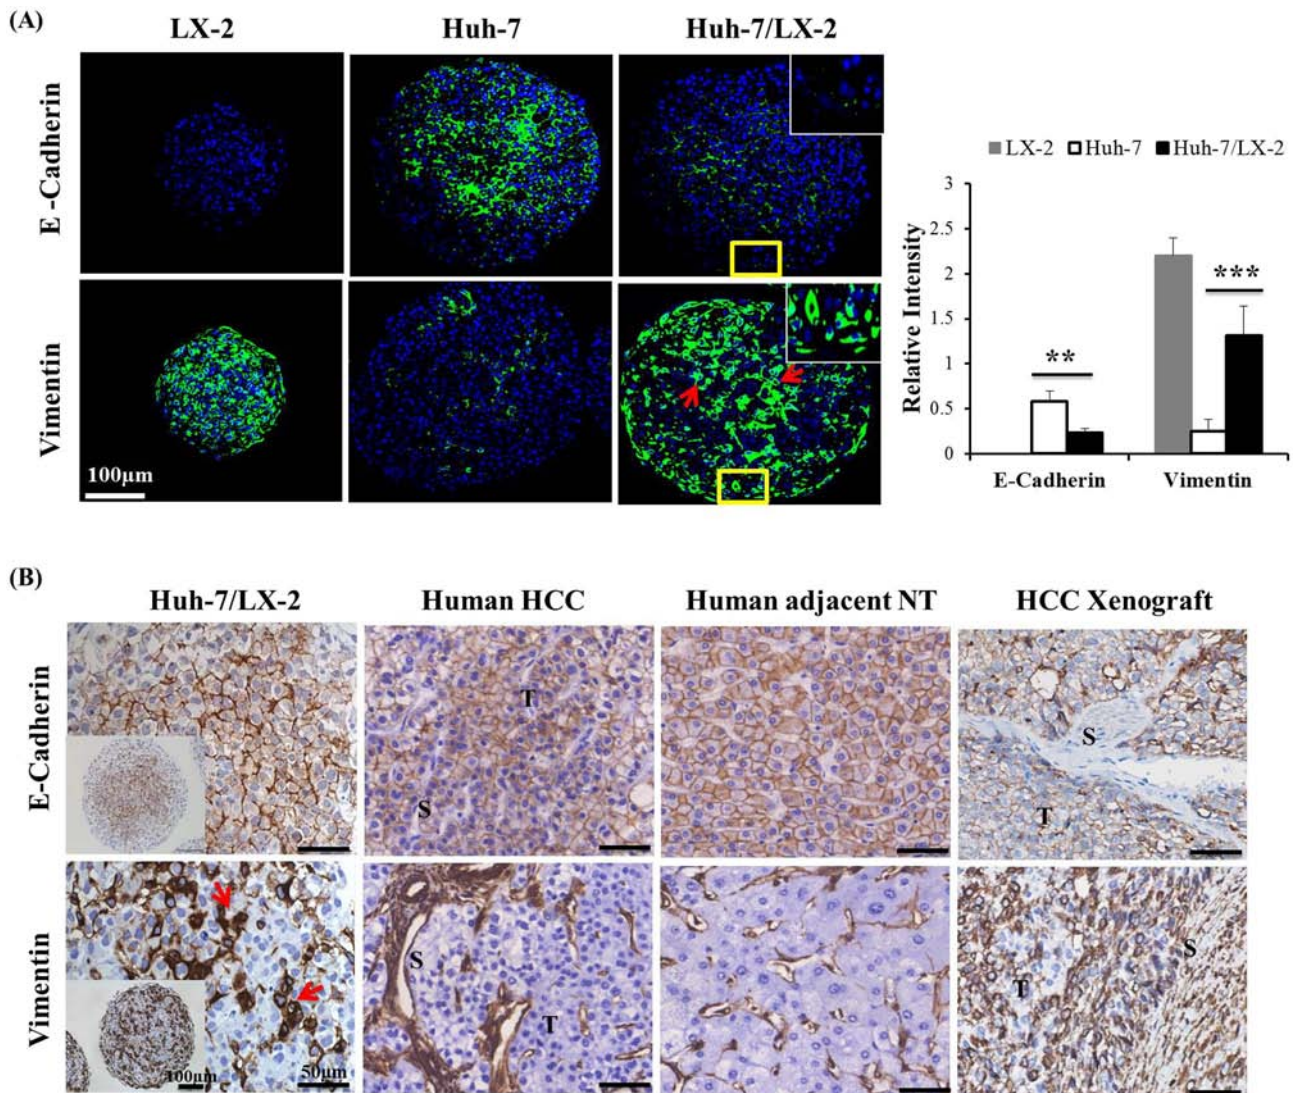 (A)
LX-2 Huh-7 Huh-7/LX-2
E -Cadherin
Vimentin
100μm
LX-2 Huh-7 Huh-7/LX-2
Relative Intensity
3
2.5
2
1.5
1
0.5
0
**
***
E-Cadherin Vimentin
(B)
Huh-7/LX-2 Human HCC Human adjacent NT HCC Xenograft
E-Cadherin
T
S
S
T
Vimentin
S
T
S
T
100μm 50μm